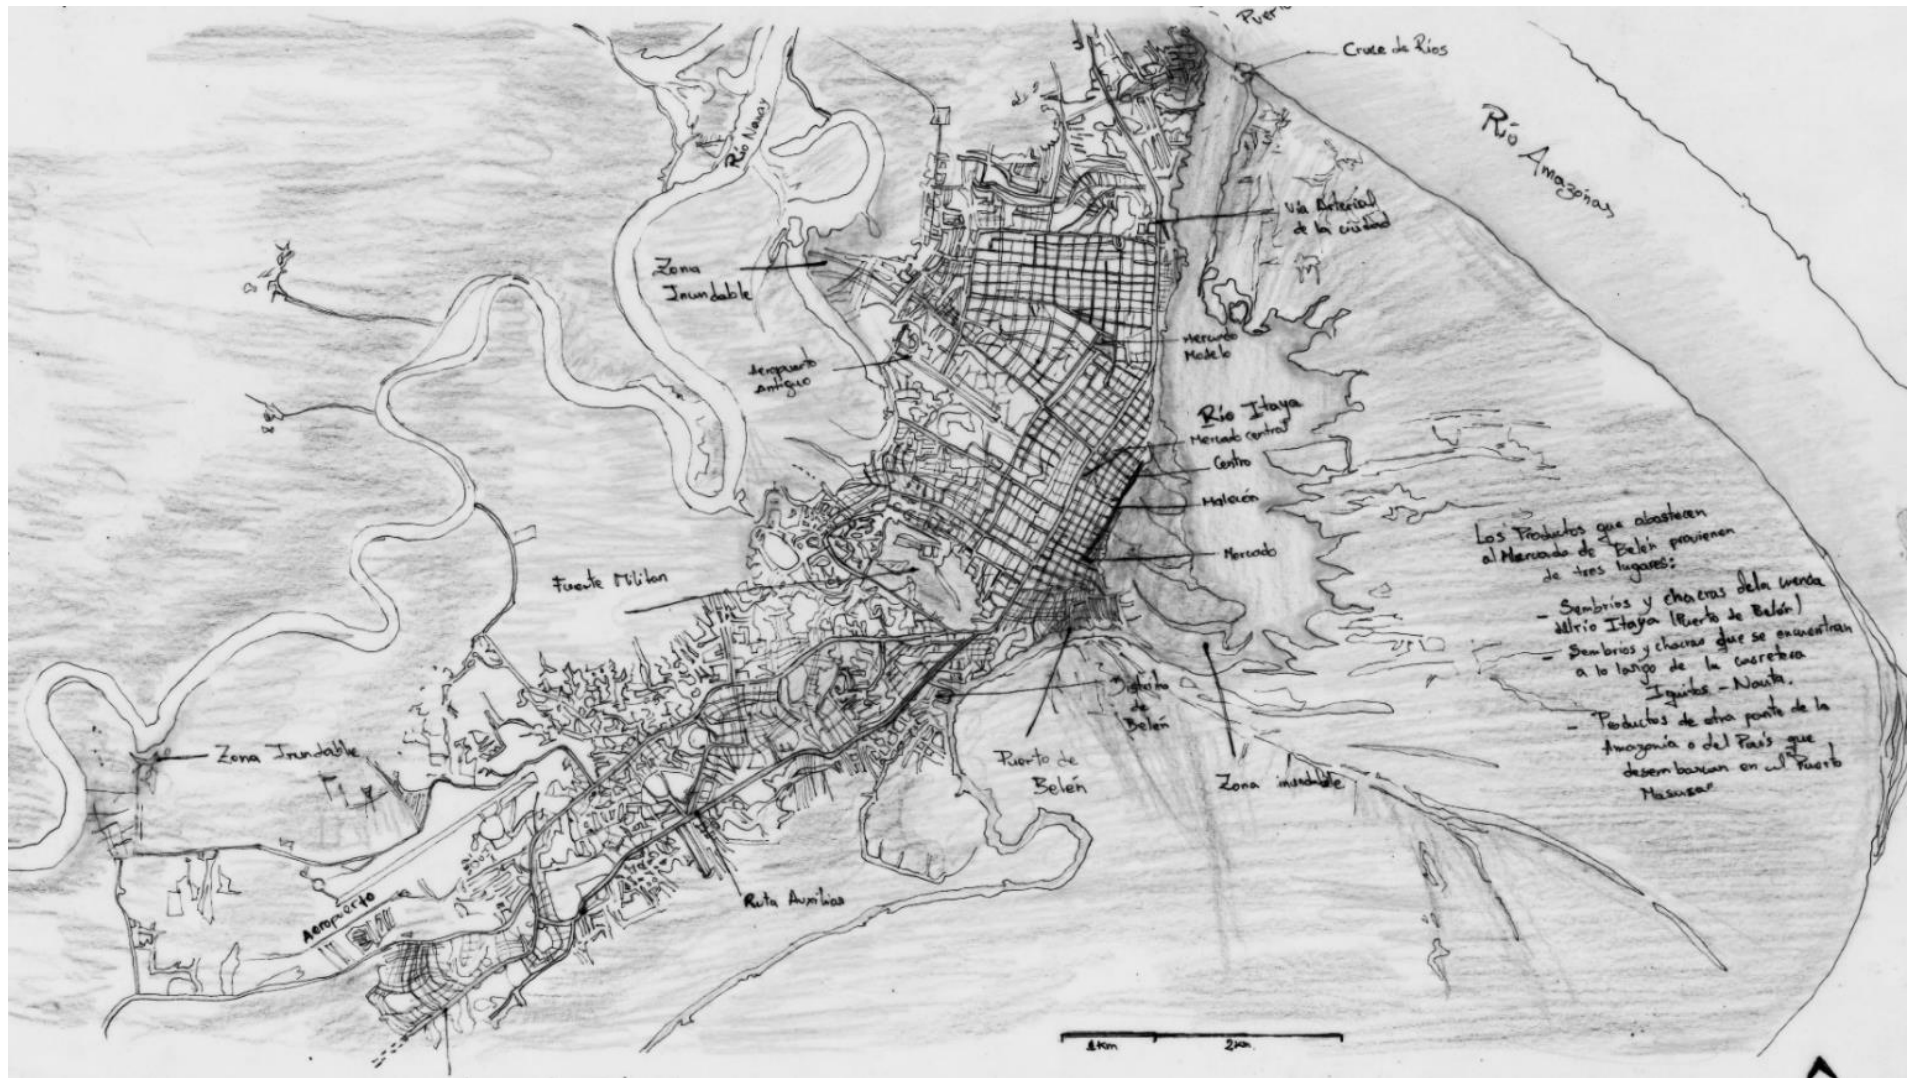 Cruce de Ríos
Río Nanay
Río Amazonas
Vía Arterial
de la ciudad
Zona
Inundable
Mercado
Modelo
Aeropuerto
Antiguo
Río Itaya
Mercado central
Centro
Malecón
Mercado
Los Productos que abastecen
al Mercado de Belén provienen
de tres lugares:
- Sembríos y chacras de la
del río Itaya (Puerto de Belén)
- Sembríos y chacras que se encuentran
a lo largo de la carretera
Iquitos - Nauta.
- Productos de otra parte de la
Amazonía o del País que
desembarcan en el Puerto
Masusa"
Fuerte Militar
Distrito
de
Belén
Zona Inundable
Puerto de
Belén
Zona inundable
Ruta Auxiliar
Aeropuerto
1Km 2Km